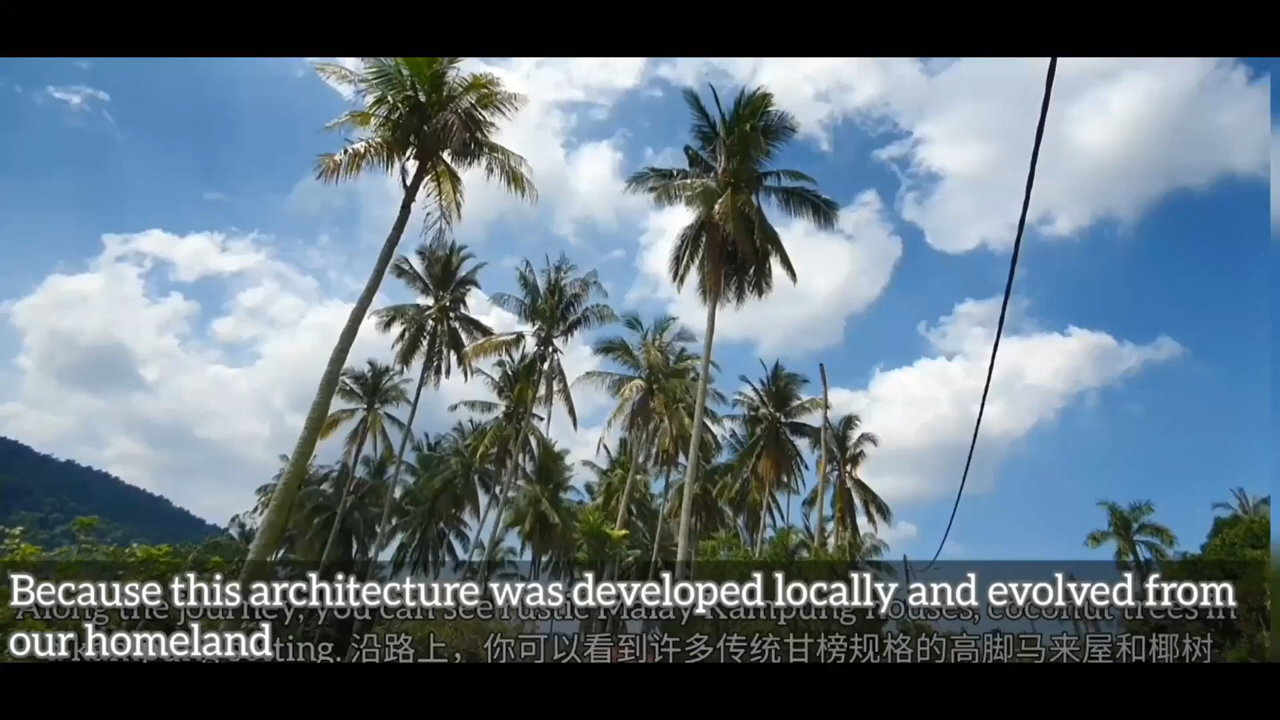 Because this architecture was developed locally and evolved from
our homeland
Along the journey, you can see rustic Malay Kampung houses, coconut trees in
setting. 沿路上，你可以看到许多传统甘榜规格的高脚马来屋和椰树